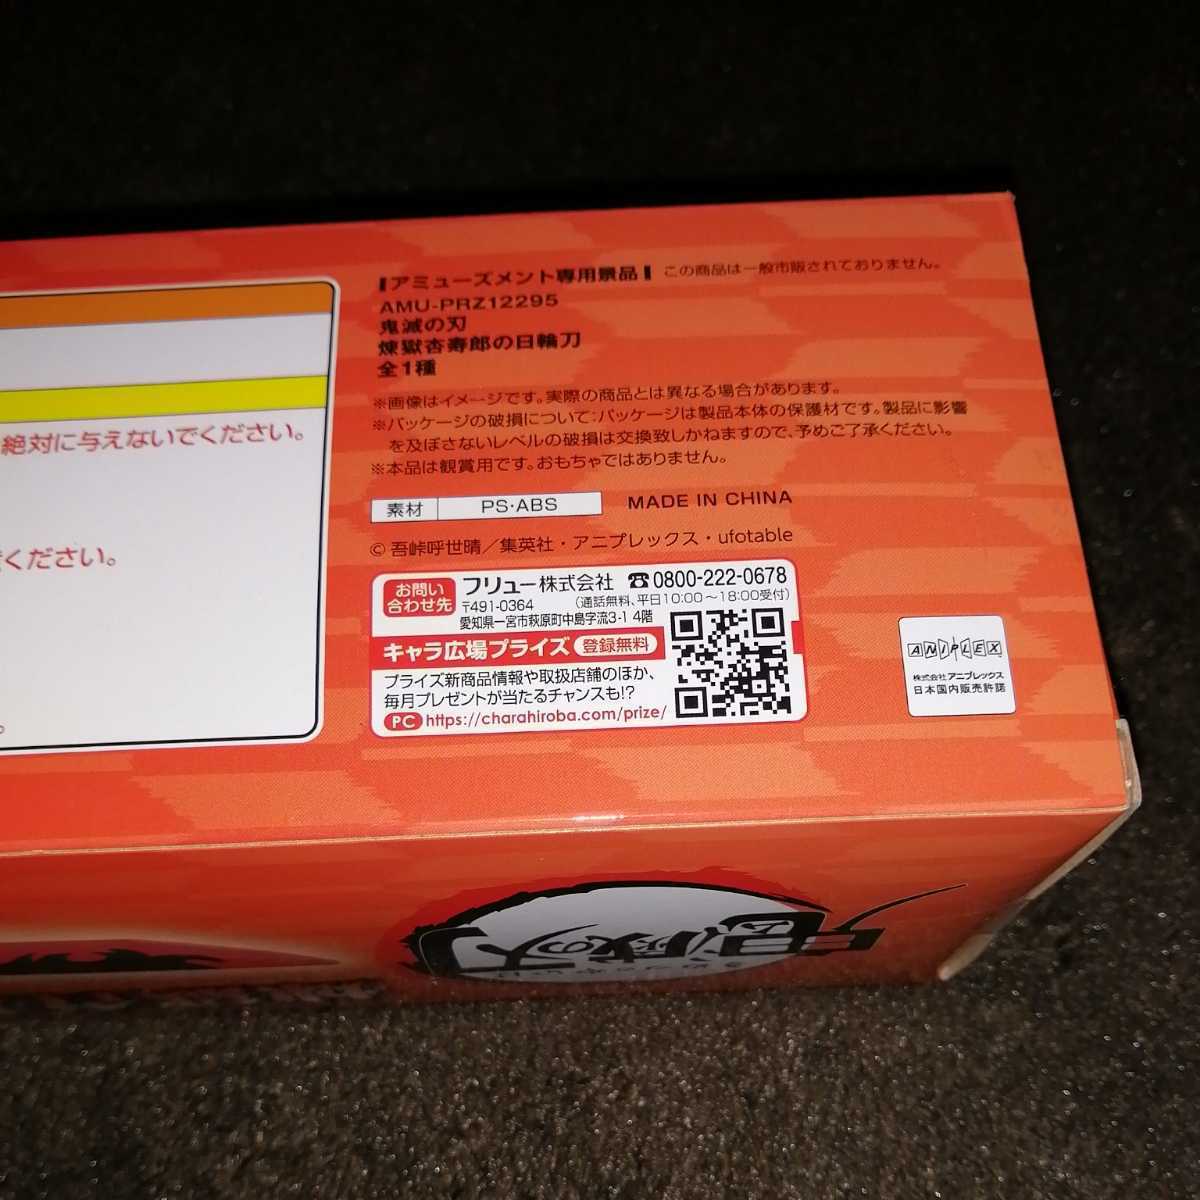 絶対に与えないでください。
ください。
アミューズメント専用景品 この商品は一般市販されておりません。
AMU-PRZ12295
鬼滅の刃
煉獄杏寿郎の日輪刀
全1種
※画像はイメージです。実際の商品とは異なる場合があります。
※パッケージの破損について：パッケージは製品本体の保護材です。製品に影響
を及ぼさないレベルの破損は交換致しかねますので、予めご了承ください。
※本品は観賞用です。おもちゃではありません。
素材 PS・ABS MADE IN CHINA
© 吾峠呼世晴／集英社・アニプレックス・ufotable
お問い合わせ先 フリュー株式会社 ☎0800-222-0678
〒491-0364 （通話無料、平日10:00～18:00受付）
愛知県一宮市萩原町中島字流3-1 4階
キャラ広場プライズ 登録無料
プライズ新商品情報や取扱店舗のほか、
毎月プレゼントが当たるチャンスも!?
PC https://charahiroba.com/prize/
ANIPLEX
株式会社 アニプレックス
日本国内販売許諾
鬼滅の刃